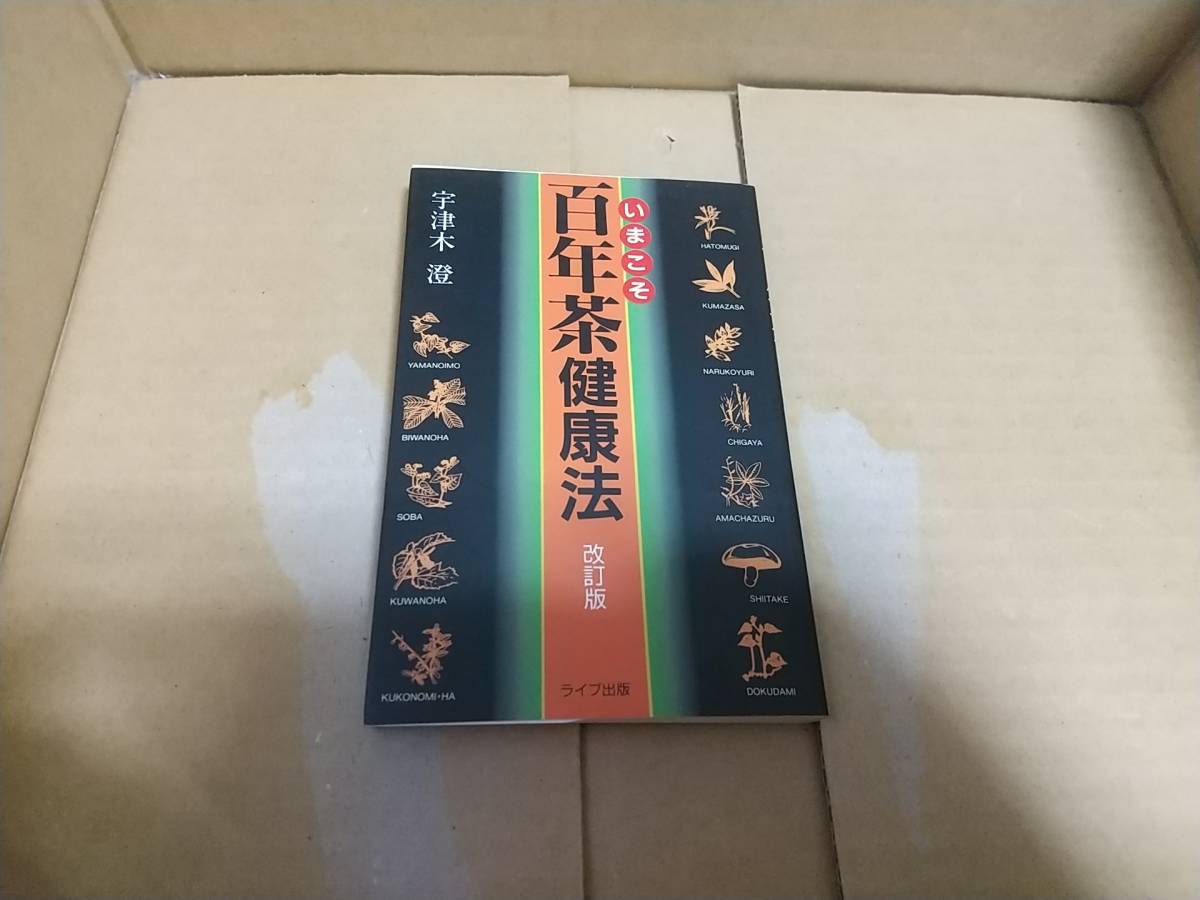 いまこそ
百年茶健康法
改訂版
宇津木 澄
ライブ出版
HATOMUGI
KUMAZASA
NARUKOYURI
CHIGAYA
AMACHAZURU
SHIITAKE
DOKUDAMI
YAMANOIMO
BIWANOHA
SOBA
KUWANOHA
KUKONOMI・HA